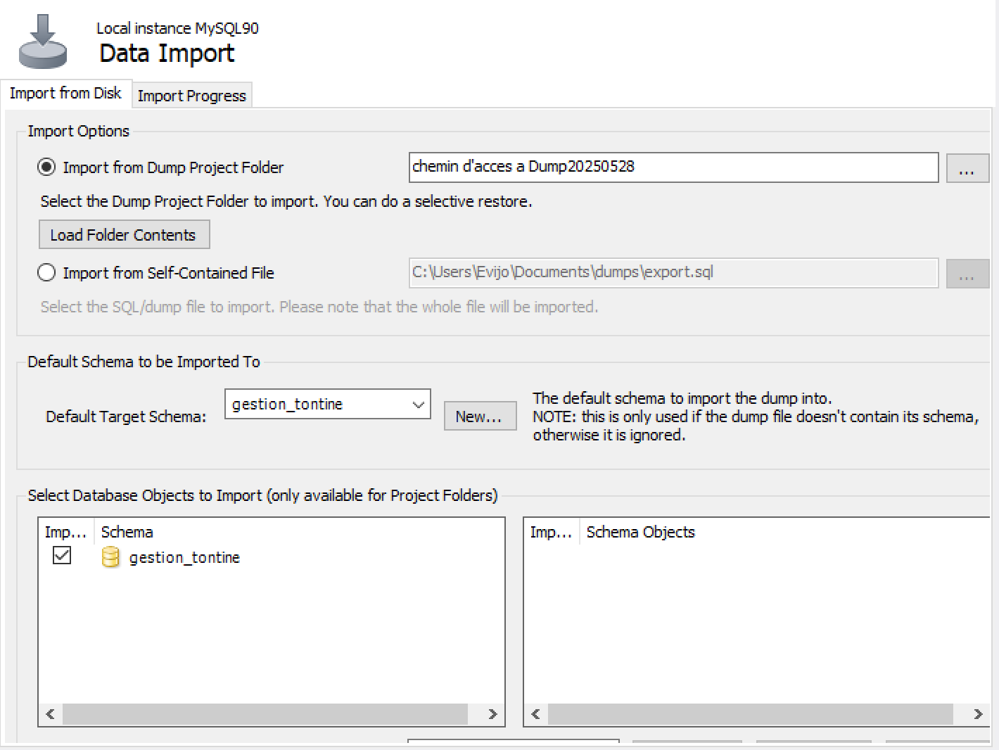 Local instance MySQL90
Data Import
Import from Disk
Import Progress
Import Options
Import from Dump Project Folder
chemin d'acces a Dump20250528
...
Select the Dump Project Folder to import. You can do a selective restore.
Load Folder Contents
Import from Self-Contained File
C:\Users\Evijo\Documents\dumps\export.sql
...
Select the SQL/dump file to import. Please note that the whole file will be imported.
Default Schema to be Imported To
Default Target Schema:
gestion_tontine
New...
The default schema to import the dump into.
NOTE: this is only used if the dump file doesn't contain its schema,
otherwise it is ignored.
Select Database Objects to Import (only available for Project Folders)
Imp... Schema
gestion_tontine
Imp... Schema Objects